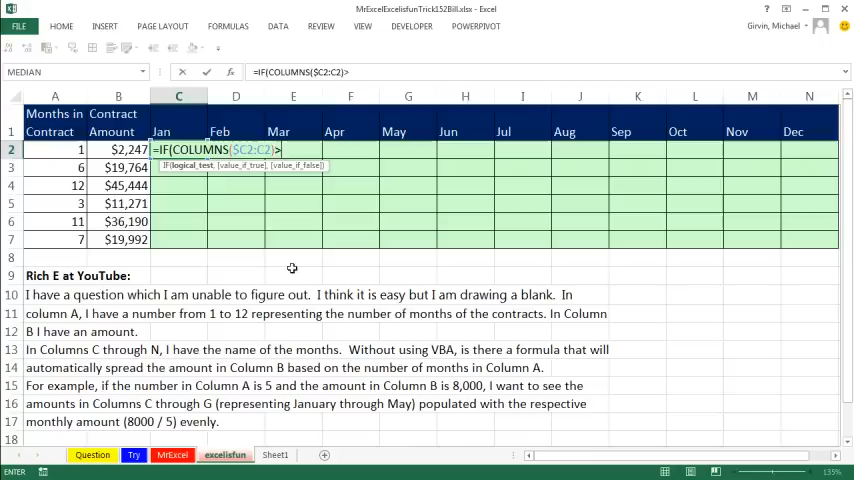 MrExcelExcelisfunTrick152Bill.xlsx - Excel
FILE HOME INSERT PAGE LAYOUT FORMULAS DATA REVIEW VIEW DEVELOPER POWERPIVOT Girvin, Michael
MEDIAN =IF(COLUMNS($C2:C2)>
A B C D E F G H I J K L M N
1 Months in Contract Contract Amount Jan Feb Mar Apr May Jun Jul Aug Sep Oct Nov Dec
2 1 $2,247 =IF(COLUMNS($C2:C2)>
IF(logical_test, [value_if_true], [value_if_false])
3 6 $19,764
4 12 $45,444
5 3 $11,271
6 11 $36,190
7 7 $19,992
8
9 Rich E at YouTube:
10 I have a question which I am unable to figure out. I think it is easy but I am drawing a blank. In
11 column A, I have a number from 1 to 12 representing the number of months of the contracts. In Column
12 B I have an amount.
13 In Columns C through N, I have the name of the months. Without using VBA, is there a formula that will
14 automatically spread the amount in Column B based on the number of months in Column A.
15 For example, if the number in Column A is 5 and the amount in Column B is 8,000, I want to see the
16 amounts in Columns C through G (representing January through May) populated with the respective
17 monthly amount (8000 / 5) evenly.
18
Question Try MrExcel excelisfun Sheet1
ENTER 135%